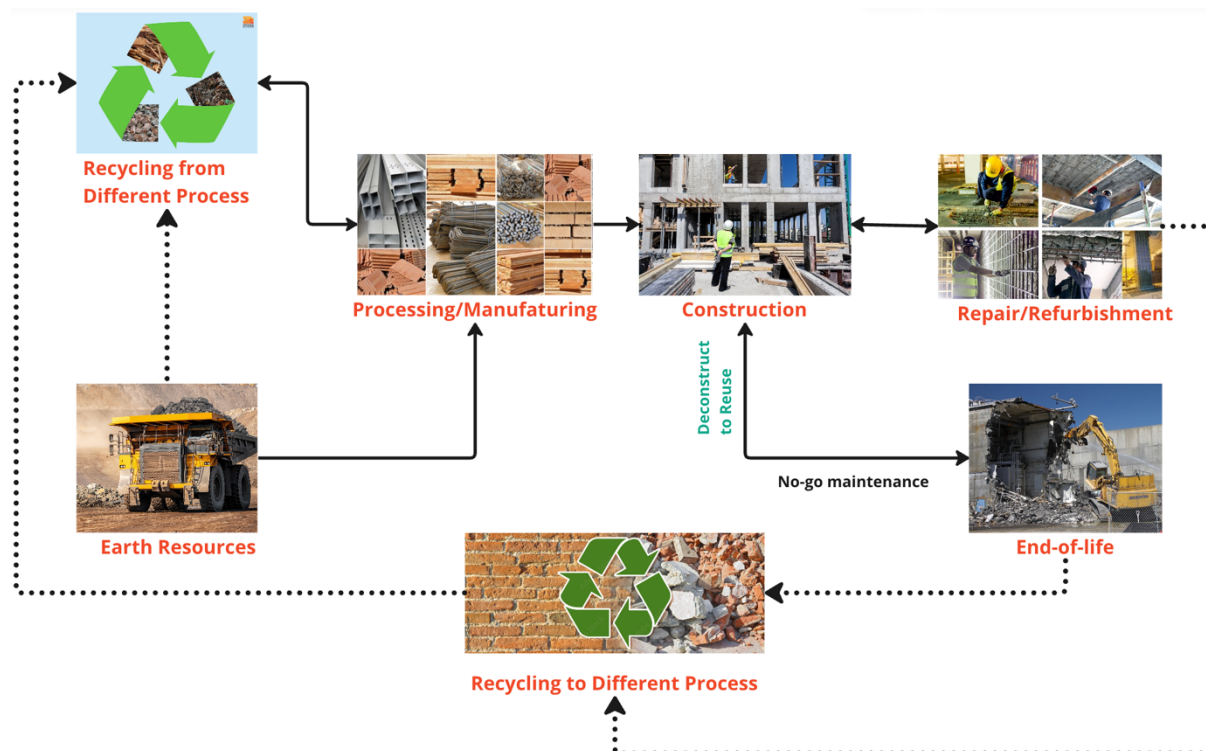 Recycling from
Different Process
Processing/Manufaturing
Construction
Repair/Refurbishment
Deconstruct
to Reuse
No-go maintenance
Earth Resources
End-of-life
Recycling to Different Process